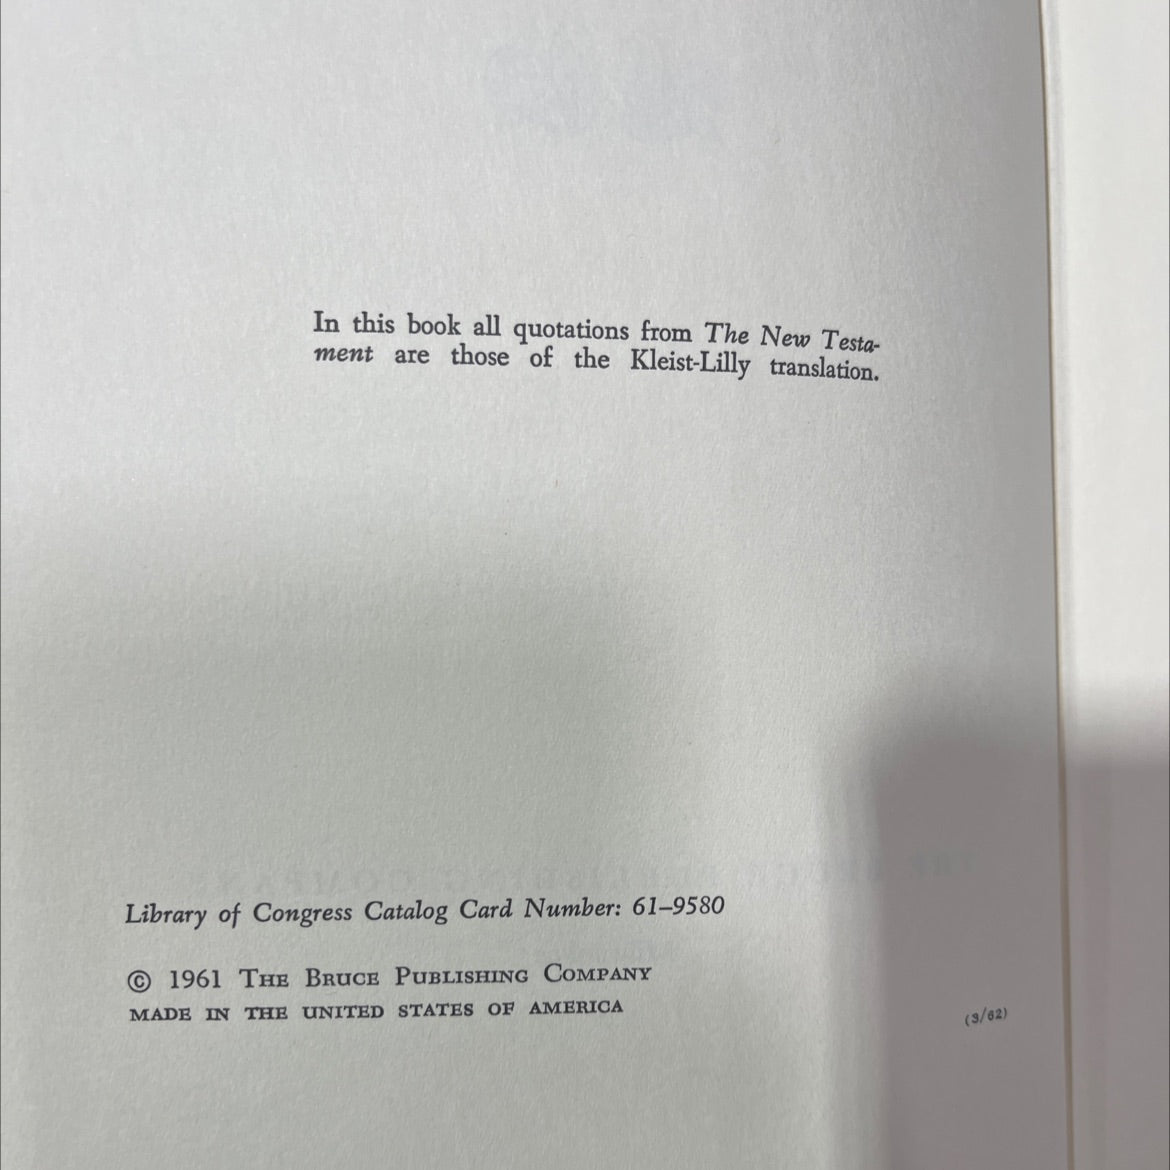 In this book all quotations from The New Testa-
ment are those of the Kleist-Lilly translation.
Library of Congress Catalog Card Number: 61–9580
© 1961 The Bruce Publishing Company
MADE IN THE UNITED STATES OF AMERICA
(3/62)